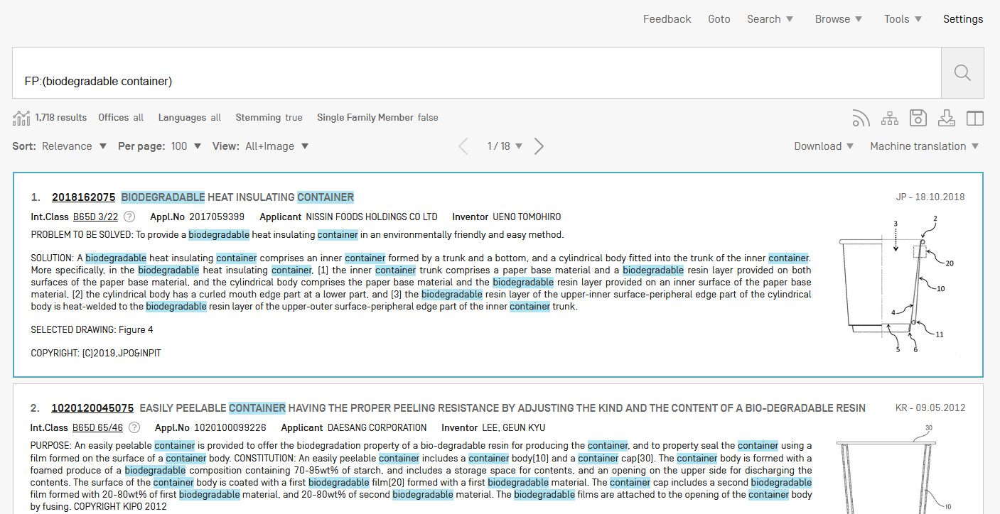 Feedback Goto Search ▼ Browse ▼ Tools ▼ Settings
FP:(biodegradable container)
1,718 results Offices all Languages all Stemming true Single Family Member false
Sort: Relevance ▼ Per page: 100 ▼ View: All+Image ▼ 1 / 18 ▼ Download ▼ Machine translation ▼
1. 2018162075 BIODEGRADABLE HEAT INSULATING CONTAINER JP - 18.10.2018
Int.Class B65D 3/22 ? Appl.No 2017059399 Applicant NISSIN FOODS HOLDINGS CO LTD Inventor UENO TOMOHIRO
PROBLEM TO BE SOLVED: To provide a biodegradable heat insulating container in an environmentally friendly and easy method.
SOLUTION: A biodegradable heat insulating container comprises an inner container formed by a trunk and a bottom, and a cylindrical body fitted into the trunk of the inner container.
More specifically, in the biodegradable heat insulating container, [1] the inner container trunk comprises a paper base material and a biodegradable resin layer provided on both
surfaces of the paper base material, and the cylindrical body comprises the paper base material and the biodegradable resin layer provided on an inner surface of the paper base
material, [2] the cylindrical body has a curled mouth edge part at a lower part, and [3] the biodegradable resin layer of the upper-inner surface-peripheral edge part of the cylindrical
body is heat-welded to the biodegradable resin layer of the upper-outer surface-peripheral edge part of the inner container trunk.
SELECTED DRAWING: Figure 4
COPYRIGHT: [C]2019,JPO&INPIT
2
3
20
10
4
11
5 6
2. 1020120045075 EASILY PEELABLE CONTAINER HAVING THE PROPER PEELING RESISTANCE BY ADJUSTING THE KIND AND THE CONTENT OF A BIO-DEGRADABLE RESIN KR - 09.05.2012
Int.Class B65D 65/46 ? Appl.No 1020100099226 Applicant DAESANG CORPORATION Inventor LEE, GEUN KYU
PURPOSE: An easily peelable container is provided to offer the biodegradation property of a bio-degradable resin for producing the container, and to property seal the container using a
film formed on the surface of a container body. CONSTITUTION: An easily peelable container includes a container body[10] and a container cap[30]. The container body is formed with a
foamed produce of a biodegradable composition containing 70-95wt% of starch, and includes a storage space for contents, and an opening on the upper side for discharging the
contents. The surface of the container body is coated with a first biodegradable film[20] formed with a first biodegradable material. The container cap includes a second biodegradable
film formed with 20-80wt% of first biodegradable material, and 20-80wt% of second biodegradable material. The biodegradable films are attached to the opening of the container body
by fusing. COPYRIGHT KIPO 2012
30
10